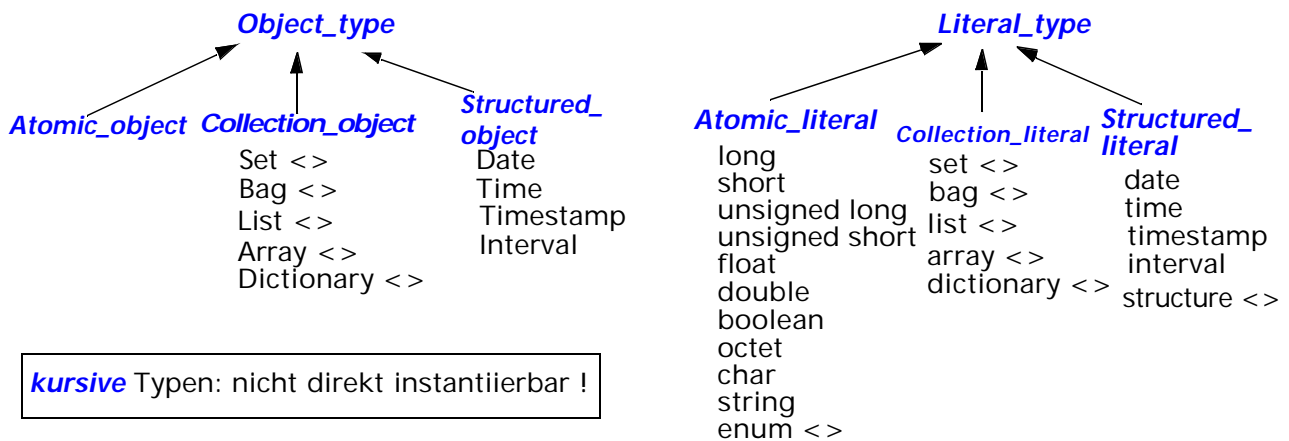 Object_type
Atomic_object
Collection_object
Set <>
Bag <>
List <>
Array <>
Dictionary <>
Structured_
object
Date
Time
Timestamp
Interval
kursive Typen: nicht direkt instantiierbar !
Literal_type
Atomic_literal
long
short
unsigned long
unsigned short
float
double
boolean
octet
char
string
enum <>
Collection_literal
set <>
bag <>
list <>
array <>
dictionary <>
Structured_
literal
date
time
timestamp
interval
structure <>